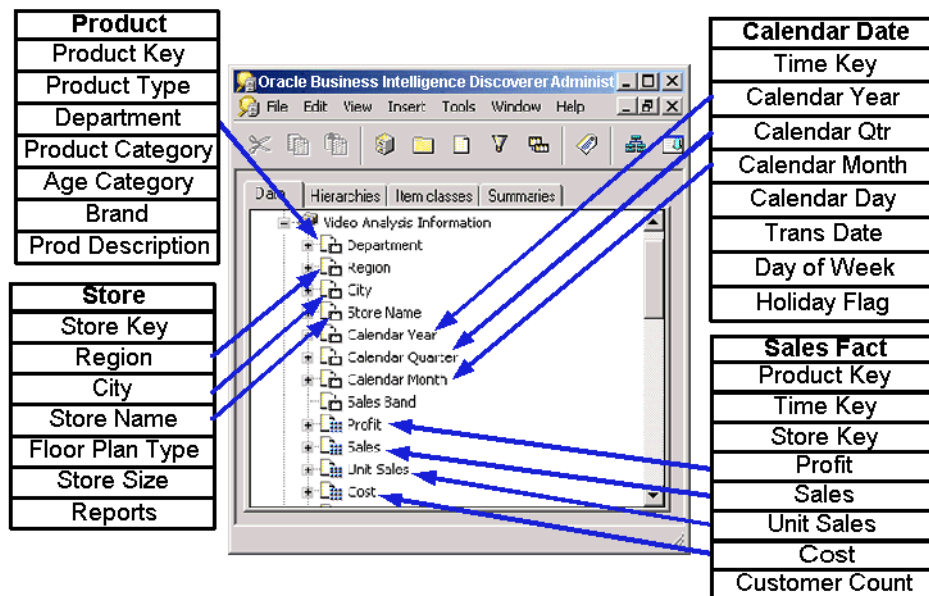 Product
Product Key
Product Type
Department
Product Category
Age Category
Brand
Prod Description
Store
Store Key
Region
City
Store Name
Floor Plan Type
Store Size
Reports
Oracle Business Intelligence Discoverer Administ
File Edit View Insert Tools Window Help
Data Hierarchies Item classes Summaries
Video Analysis Information
Department
Region
City
Store Name
Calendar Year
Calendar Quarter
Calendar Month
Sales Band
Profit
Sales
Unit Sales
Cost
Calendar Date
Time Key
Calendar Year
Calendar Qtr
Calendar Month
Calendar Day
Trans Date
Day of Week
Holiday Flag
Sales Fact
Product Key
Time Key
Store Key
Profit
Sales
Unit Sales
Cost
Customer Count